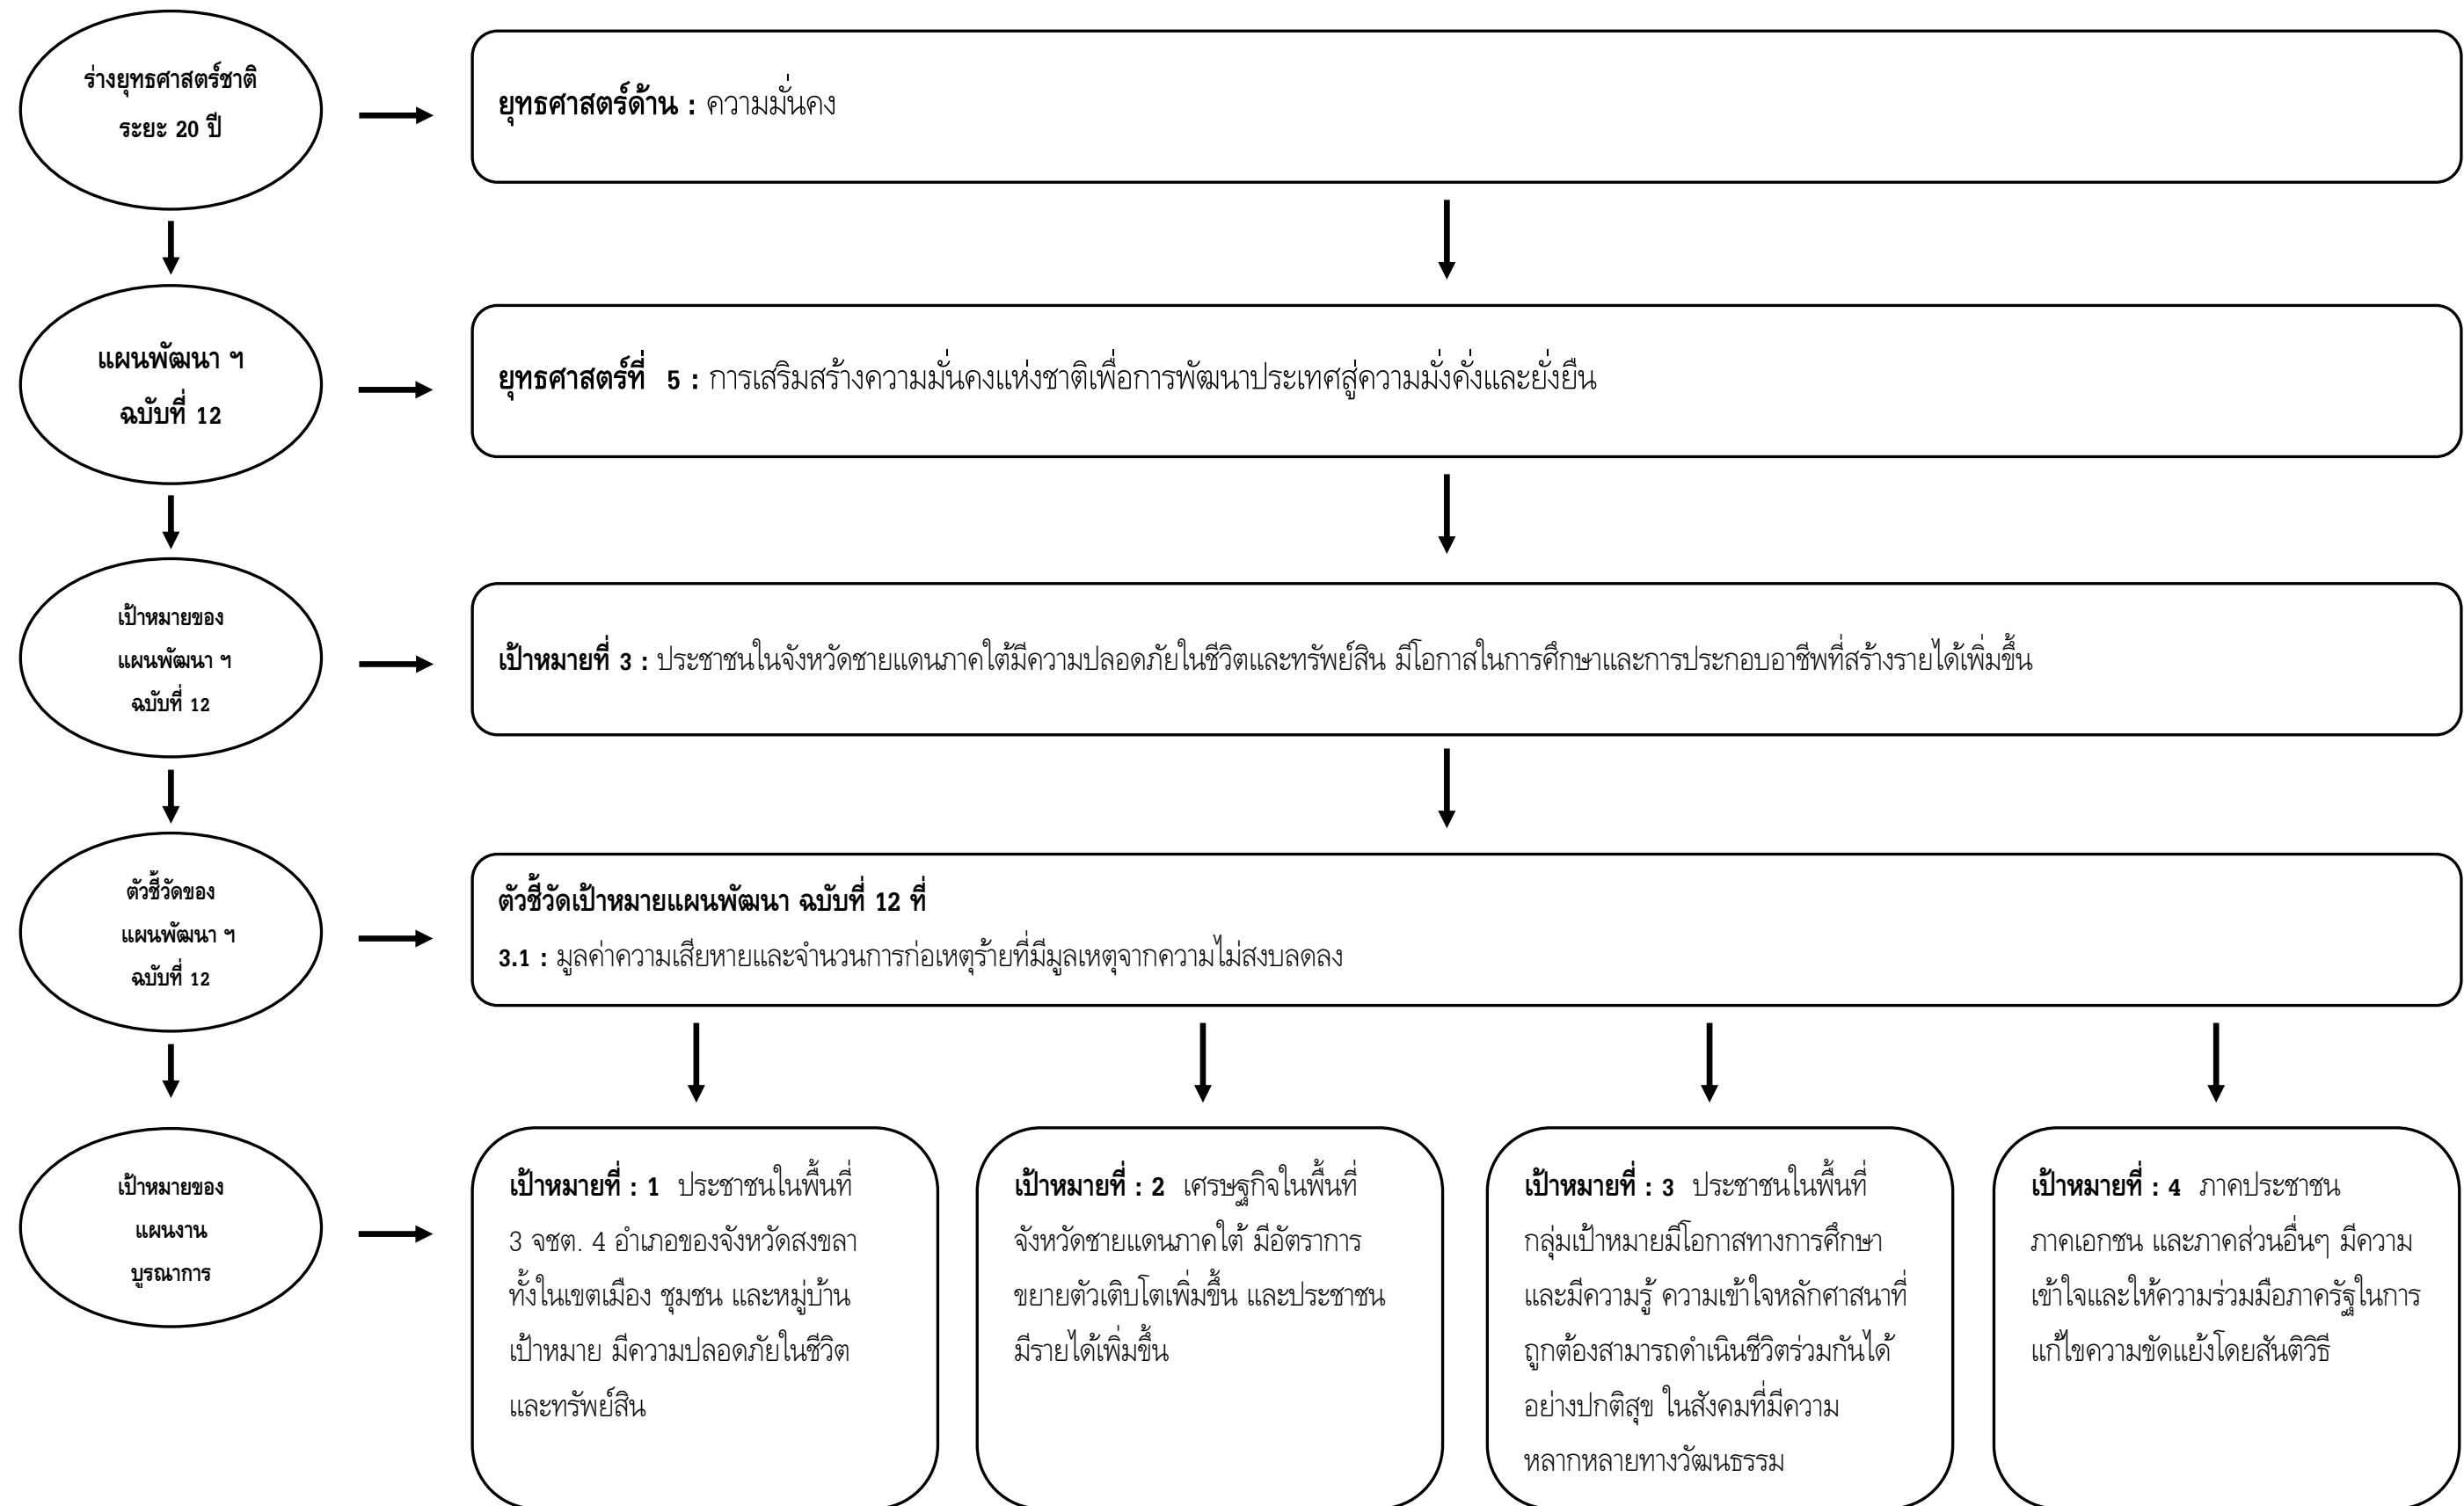 ร่างยุทธศาสตร์ชาติ
ระยะ 20 ปี
ยุทธศาสตร์ด้าน : ความมั่นคง
แผนพัฒนา ฯ
ฉบับที่ 12
ยุทธศาสตร์ที่ 5 : การเสริมสร้างความมั่นคงแห่งชาติเพื่อการพัฒนาประเทศสู่ความมั่งคั่งและยั่งยืน
เป้าหมายของ
แผนพัฒนา ฯ
ฉบับที่ 12
เป้าหมายที่ 3 : ประชาชนในจังหวัดชายแดนภาคใต้มีความปลอดภัยในชีวิตและทรัพย์สิน มีโอกาสในการศึกษาและการประกอบอาชีพที่สร้างรายได้เพิ่มขึ้น
ตัวชี้วัดของ
แผนพัฒนา ฯ
ฉบับที่ 12
ตัวชี้วัดเป้าหมายแผนพัฒนา ฉบับที่ 12 ที่
3.1 : มูลค่าความเสียหายและจำนวนการก่อเหตุร้ายที่มีมูลเหตุจากความไม่สงบลดลง
เป้าหมายของ
แผนงาน
บูรณาการ
เป้าหมายที่ : 1 ประชาชนในพื้นที่
3 จชต. 4 อำเภอของจังหวัดสงขลา
ทั้งในเขตเมือง ชุมชน และหมู่บ้าน
เป้าหมาย มีความปลอดภัยในชีวิต
และทรัพย์สิน
เป้าหมายที่ : 2 เศรษฐกิจในพื้นที่
จังหวัดชายแดนภาคใต้ มีอัตราการ
ขยายตัวเติบโตเพิ่มขึ้น และประชาชน
มีรายได้เพิ่มขึ้น
เป้าหมายที่ : 3 ประชาชนในพื้นที่
กลุ่มเป้าหมายมีโอกาสทางการศึกษา
และมีความรู้ ความเข้าใจหลักศาสนาที่
ถูกต้องสามารถดำเนินชีวิตร่วมกันได้
อย่างปกติสุข ในสังคมที่มีความ
หลากหลายทางวัฒนธรรม
เป้าหมายที่ : 4 ภาคประชาชน
ภาคเอกชน และภาคส่วนอื่นๆ มีความ
เข้าใจและให้ความร่วมมือภาครัฐในการ
แก้ไขความขัดแย้งโดยสันติวิธี